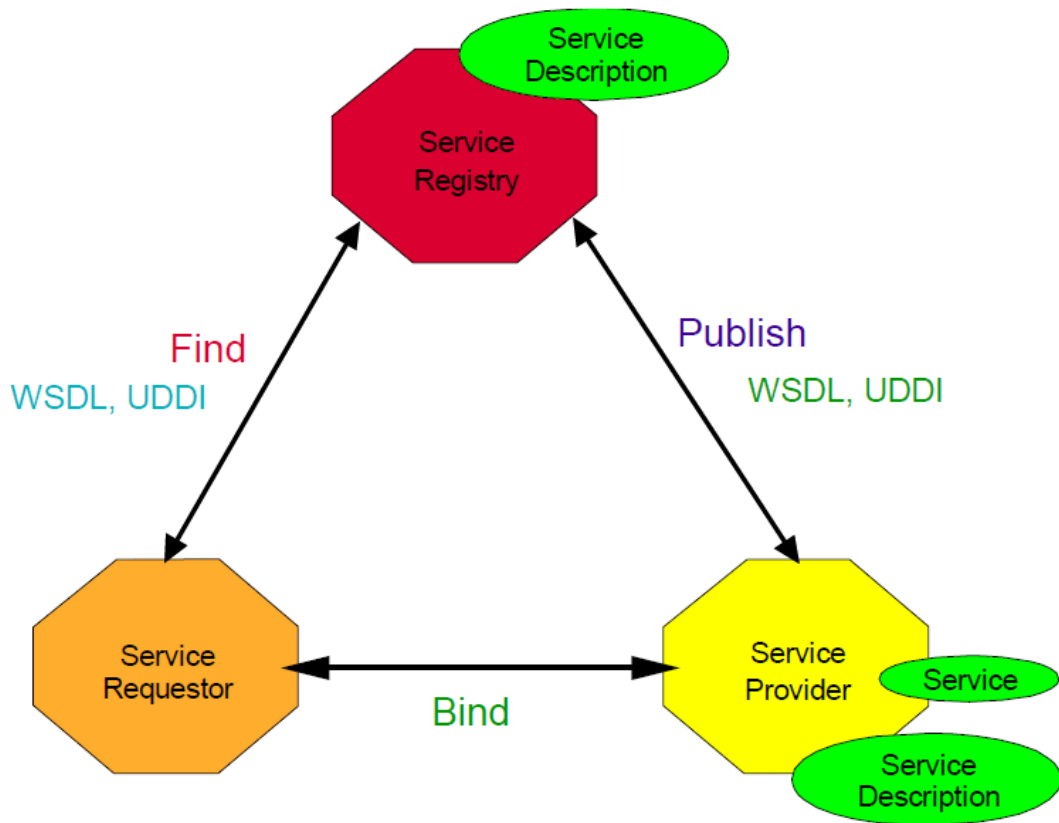 Service
Description
Service
Registry
Find
WSDL, UDDI
Publish
WSDL, UDDI
Service
Requestor
Bind
Service
Provider
Service
Service
Description